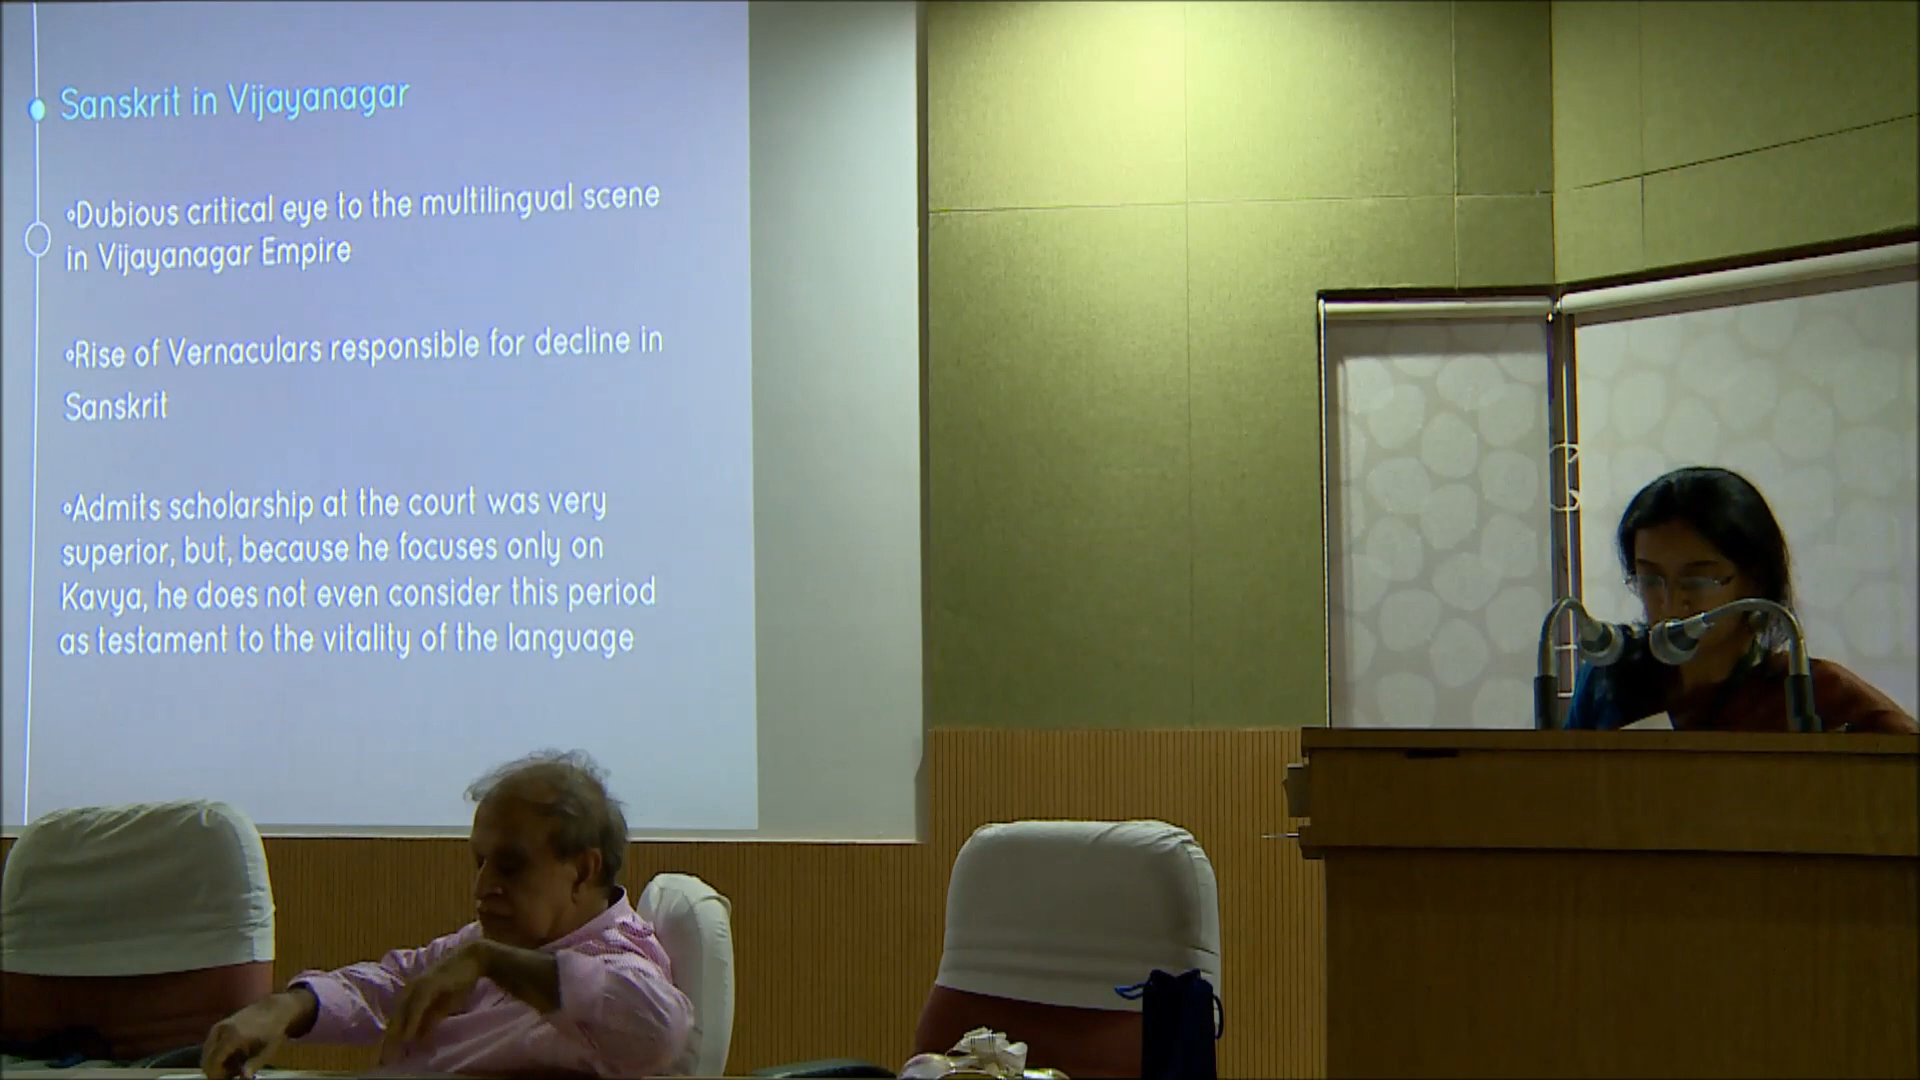 Sanskrit in Vijayanagar
◦Dubious critical eye to the multilingual scene
in Vijayanagar Empire
◦Rise of Vernaculars responsible for decline in
Sanskrit
◦Admits scholarship at the court was very
superior, but, because he focuses only on
Kavya, he does not even consider this period
as testament to the vitality of the language